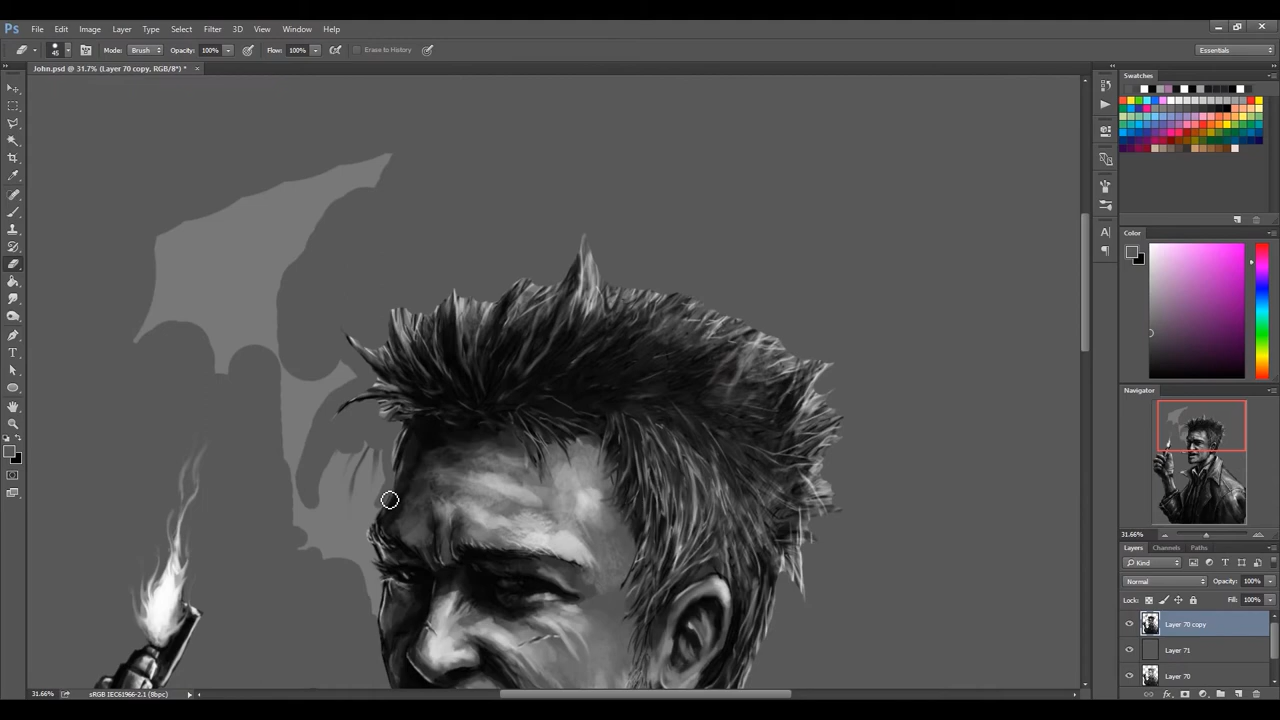 Ps File Edit Image Layer Type Select Filter 3D View Window Help
45 Mode: Brush Opacity: 100% Flow: 100% Erase to History Essentials
John.psd @ 31.7% (Layer 70 copy, RGB/8*) * ×
Swatches
Color
Navigator
31.66%
Layers Channels Paths
Kind
Normal Opacity: 100%
Lock: Fill: 100%
Layer 70 copy
Layer 71
Layer 70
31.66% sRGB IEC61966-2.1 (8bpc)